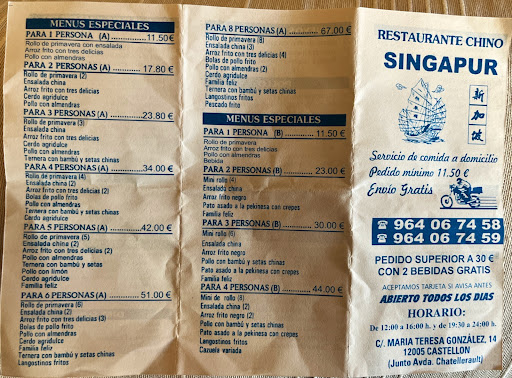 MENUS ESPECIALES
PARA 1 PERSONA (A) ............11.50€
Rollo de primavera con ensalada
Arroz frito con tres delicias
Pollo con almendras
PARA 2 PERSONAS (A) ....17.80 €
Rollo de primavera (2)
Ensalada china
Arroz frito con tres delicias
Cerdo agridulce
Pollo con almendras
PARA 3 PERSONAS (A) ......23.80 €
Rollo de primavera (3)
Ensalada china
Arroz frito con tres delicias (2)
Cerdo agridulce
Pollo con almendras
Ternera con bambú y setas chinas
PARA 4 PERSONAS (A) .........34.00 €
Rollo de primavera (4)
Ensalada china (2)
Arroz frito con tres delicias (2)
Bolas de pollo frito
Cerdo agridulce
Pollo con almendras
Ternera con bambú y setas chinas
PARA 5 PERSONAS (A) ........42.00 €
Rollo de primavera (5)
Ensalada china (2)
Arroz frito con tres delicias (2)
Ternera con bambú y setas
Pollo con limón
Cerdo agridulce
Familia feliz
PARA 6 PERSONAS (A) ..........51.00 €
Rollo de primavera (6)
Ensalada china (2)
Arroz frito con tres delicias (3)
Bolas de pollo frito
Pollo con almendras
Cerdo agridulce
Familia feliz
Ternera con bambú y setas chinas
Langostinos fritos
PARA 8 PERSONAS (A) ............67.00 €
Rollo de primavera (8)
Ensalada china (3)
Arroz frito con tres delicias (4)
Bolas de pollo frito
Pollo con almendras (2)
Cerdo agridulce
Familia feliz
Ternera con bambú y setas chinas
Langostinos fritos
Pescado frito
MENUS ESPECIALES
PARA 1 PERSONA (B) ..........11.50 €
Rollo de primavera
Arroz frito con tres delicias
Pollo con almendras
Bebida
PARA 2 PERSONAS (B) ..........23.00 €
Mini rollo (4)
Ensalada china
Arroz frito negro
Pato asado a la pekinesa con crepes
Familia feliz
PARA 3 PERSONAS (B) ..........30.00 €
Mini rollo (6)
Ensalada china
Arroz frito negro
Pollo con bambú y setas chinas
Pato asado a la pekinesa con crepes
Familia feliz
PARA 4 PERSONAS (B) ..........44.00 €
Mini de rollo (8)
Ensalada china (2)
Arroz frito negro (2)
Pollo con bambú y setas chinas
Pato asado a la pekinesa con crepes
Langostinos fritos
Cazuela variada
RESTAURANTE CHINO
SINGAPUR
新
加
坡
Servicio de comida a domicilio
Pedido mínimo 11.50 €
Envío Gratis
☎ 964 06 74 58
☎ 964 06 74 59
PEDIDO SUPERIOR A 30 €
CON 2 BEBIDAS GRATIS
ACEPTAMOS TARJETA SI AVISA ANTES
ABIERTO TODOS LOS DIAS
HORARIO:
De 12:00 a 16:00 h. y de 19:30 a 24:00 h.
C/. MARIA TERESA GONZÁLEZ, 14
12005 CASTELLON
(Junto Avda. Chatellerault)